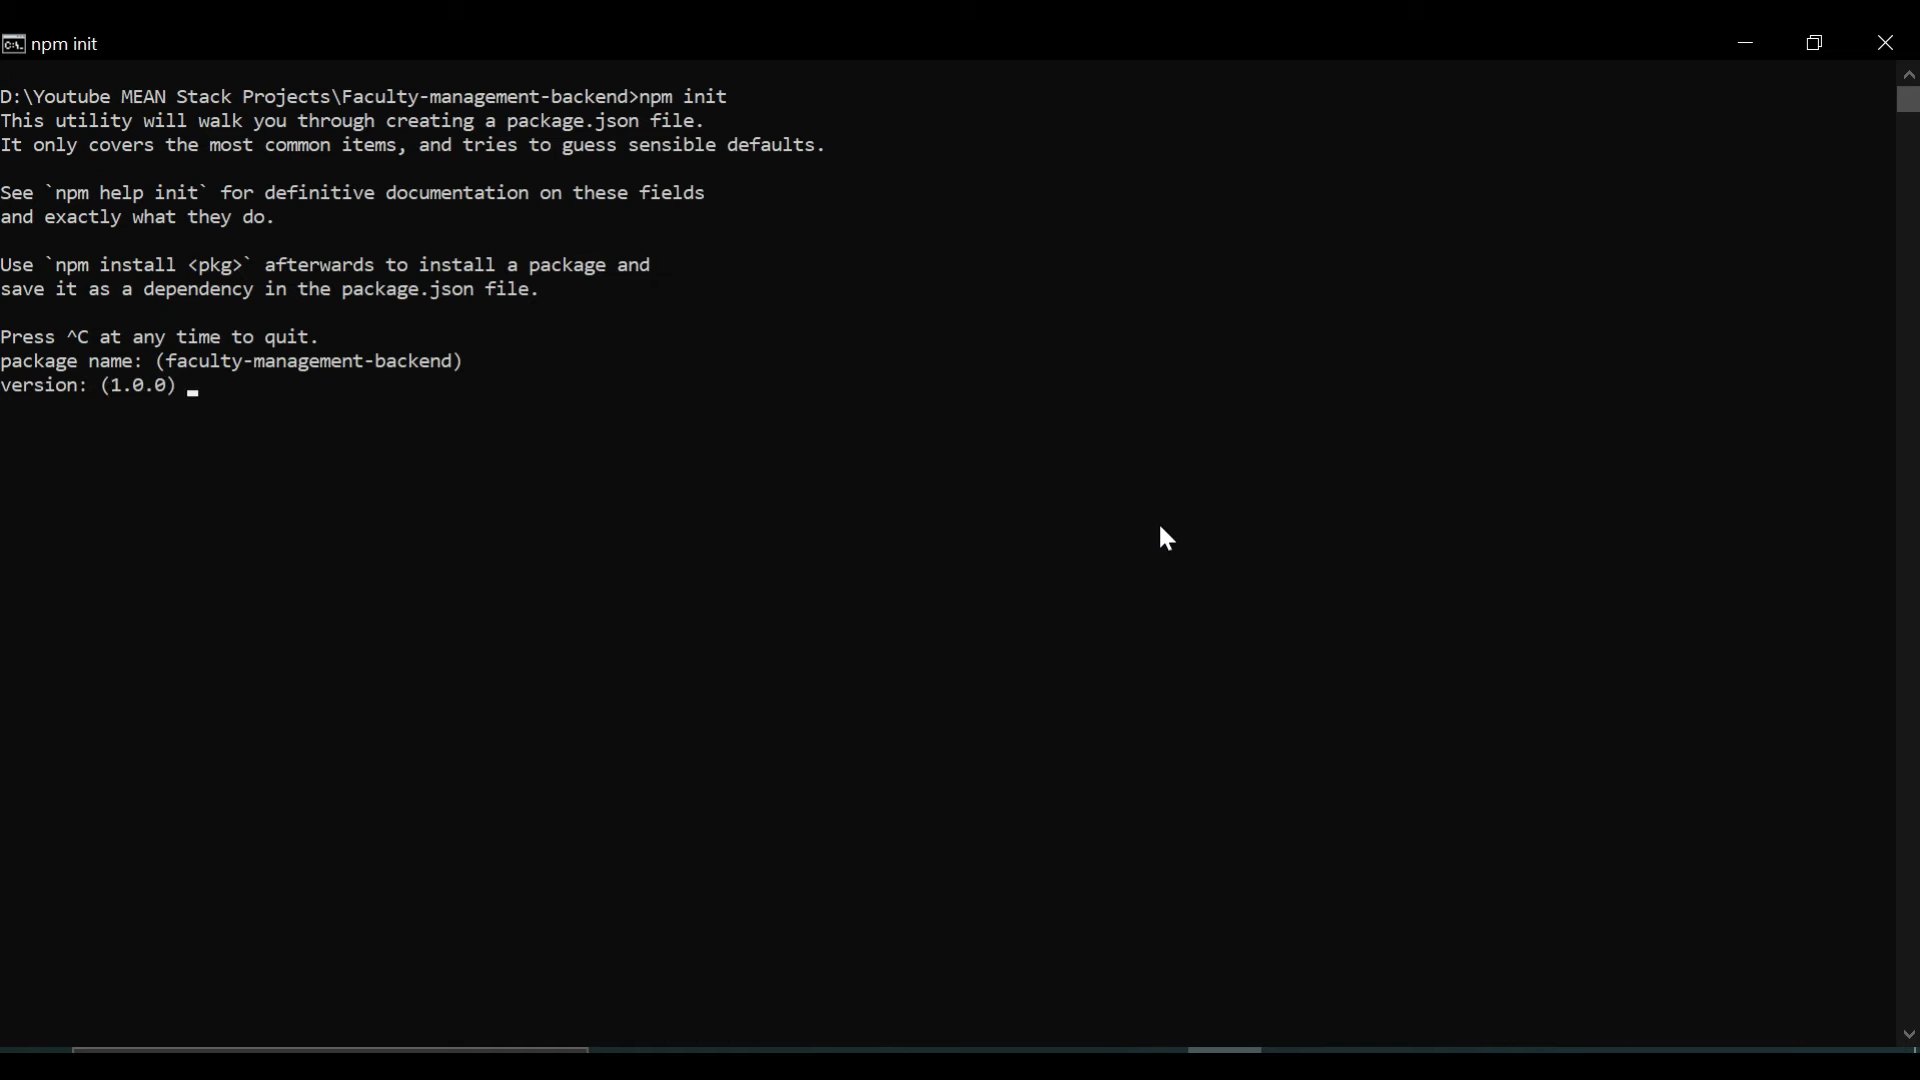 npm init
D:\Youtube MEAN Stack Projects\Faculty-management-backend>npm init
This utility will walk you through creating a package.json file.
It only covers the most common items, and tries to guess sensible defaults.
See `npm help init` for definitive documentation on these fields
and exactly what they do.
Use `npm install <pkg>` afterwards to install a package and
save it as a dependency in the package.json file.
Press ^C at any time to quit.
package name: (faculty-management-backend)
version: (1.0.0)